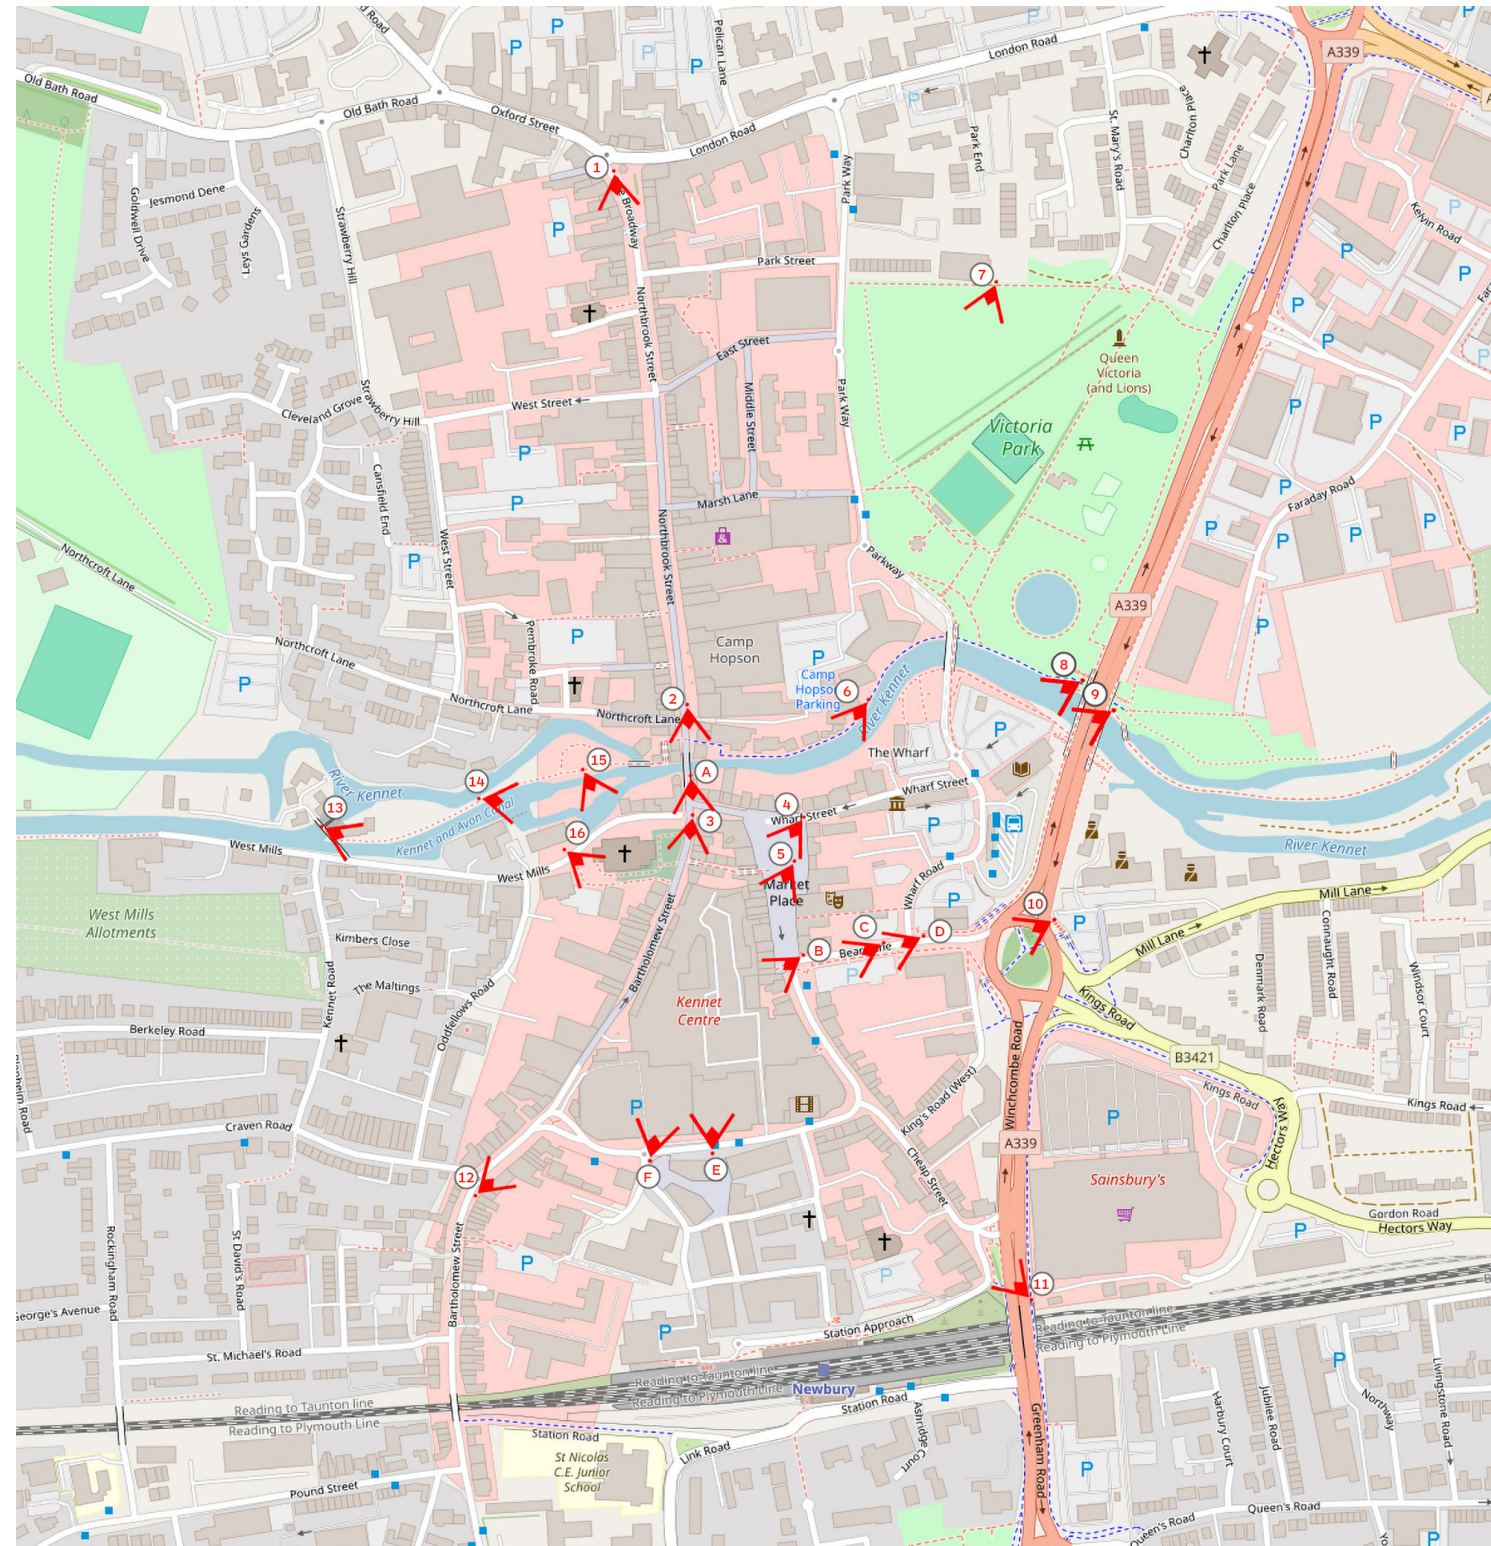 P
P
P
P
P
A339
London Road
Pelican Lane
Old Bath Road
Old Bath Road
Oxford Street
London Road
P
Park End
St. Mary's Road
Charlton Place
Park Lane
Charlton Place
1
Broadway
Park Way
Jesmond Dene
Goldwell Drive
Leys Gardens
Strawberry Hill
P
P
Kelvin Road
P
P
Park Street
7
P
P
Northbrook Street
East Street
Queen
Victoria
(and Lions)
Park Way
Middle Street
West Street
Cleveland Grove
Strawberry Hill
Victoria
Park
P
P
P
P
P
Cansfield End
Marsh Lane
P
Faraday Road
P
P
P
P
Northcroft Lane
West Street
Northbrook Street
P
Parkway
A339
Pembroke Road
P
Camp
Hopson
P
Camp
Hopson
Parking
P
Northcroft Lane
P
Northcroft Lane
Northcroft Lane
2
6
8
9
River Kennet
The Wharf
P
River Kennet
15
14
A
Wharf Street
13
Kennet and Avon Canal
3
4
Wharf Street
P
16
5
West Mills
West Mills
Market
Place
Wharf Road
P
River Kennet
Mill Lane
West Mills
Allotments
Kimbers Close
The Maltings
Kennet Road
Oddfellows Road
Bartholomew Street
B
C
D
P
10
P
Mill Lane
Connaught Road
Denmark Road
Windsor Court
Kennet
Centre
Kings Road
Berkeley Road
Winchcombe Road
B3421
King's Road (West)
P
Kings Road
Kings Road
Craven Road
P
A339
Hectors Way
F
E
12
Cheap Street
Sainsbury's
Gordon Road
Hectors Way
P
Rockingham Road
St David's Road
Bartholomew Street
P
P
11
P
Station Approach
St. Michael's Road
Reading to Taunton line
Reading to Plymouth Line
Reading to Taunton line
Reading to Plymouth Line
Reading to Taunton line
Reading to Plymouth Line
Newbury
Station Road
Station Road
Link Road
Ashridge Court
St Nicolas
C.E. Junior
School
Pound Street
Greenham Road
P
P
Harbury Court
Jubilee Road
Northway
Livingstone Road
Queen's Road
Queen's Road
P